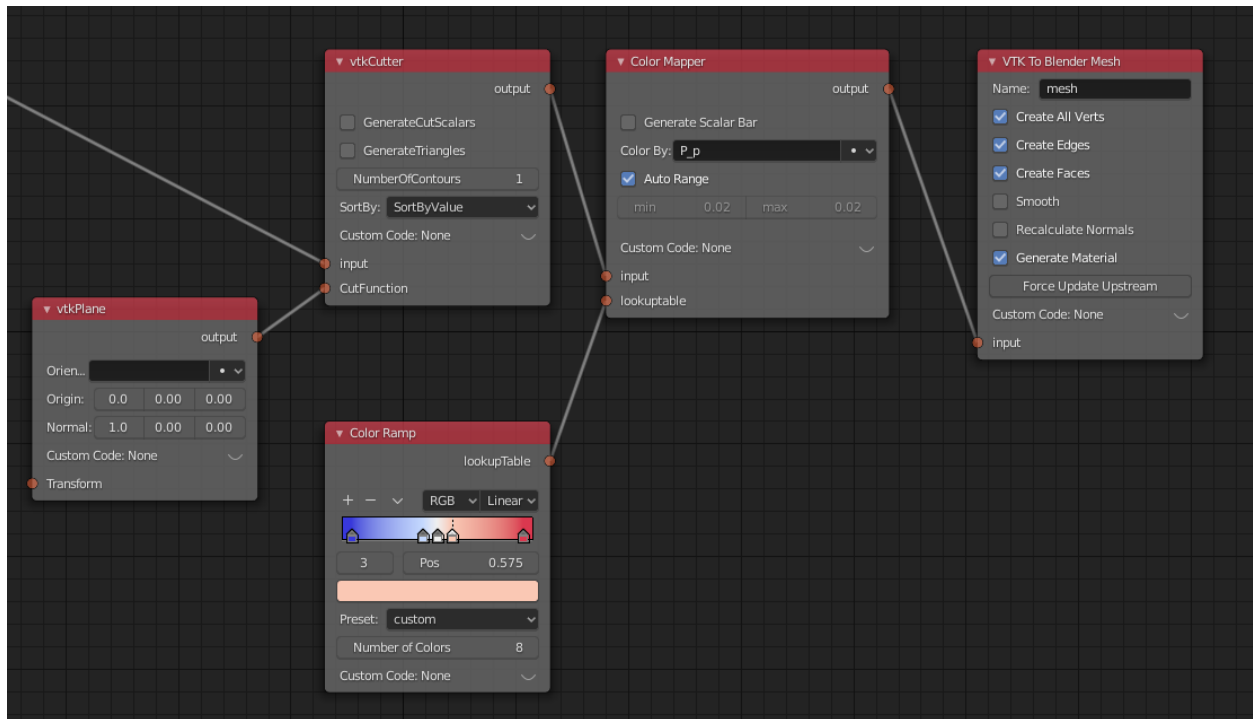 vtkCutter
output
GenerateCutScalars
GenerateTriangles
NumberOfContours 1
SortBy: SortByValue
Custom Code: None
input
CutFunction
vtkPlane
output
Orien...
Origin: 0.0 0.00 0.00
Normal: 1.0 0.00 0.00
Custom Code: None
Transform
Color Ramp
lookupTable
+ − RGB Linear
3 Pos 0.575
Preset: custom
Number of Colors 8
Custom Code: None
Color Mapper
output
Generate Scalar Bar
Color By: P_p
Auto Range
min 0.02 max 0.02
Custom Code: None
input
lookuptable
VTK To Blender Mesh
Name: mesh
Create All Verts
Create Edges
Create Faces
Smooth
Recalculate Normals
Generate Material
Force Update Upstream
Custom Code: None
input